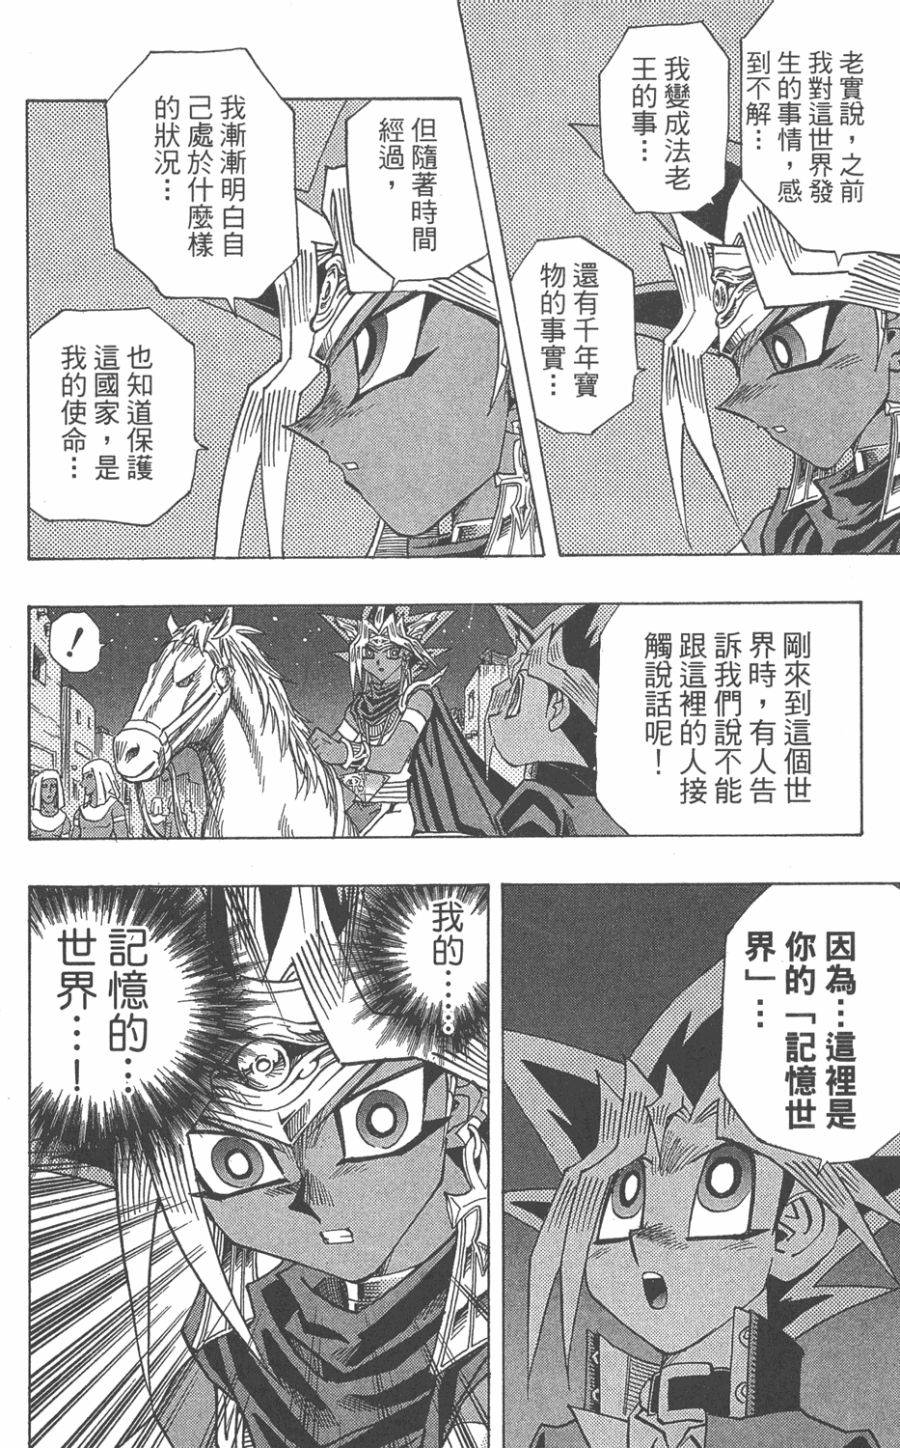 老實說，之前
我對這世界發
生的事情，感
到不解…
我變成法老
王的事…
還有千年寶
物的事實…
但隨著時間
經過，
我漸漸明白自
己處於什麼樣
的狀況…
也知道保護
這國家，是
我的使命…
剛來到這個世
界時，有人告
訴我們說不能
跟這裡的人接
觸說話呢！
！
因為…這裡是
你的「記憶世
界」…
我的……
記憶的…
世界…！